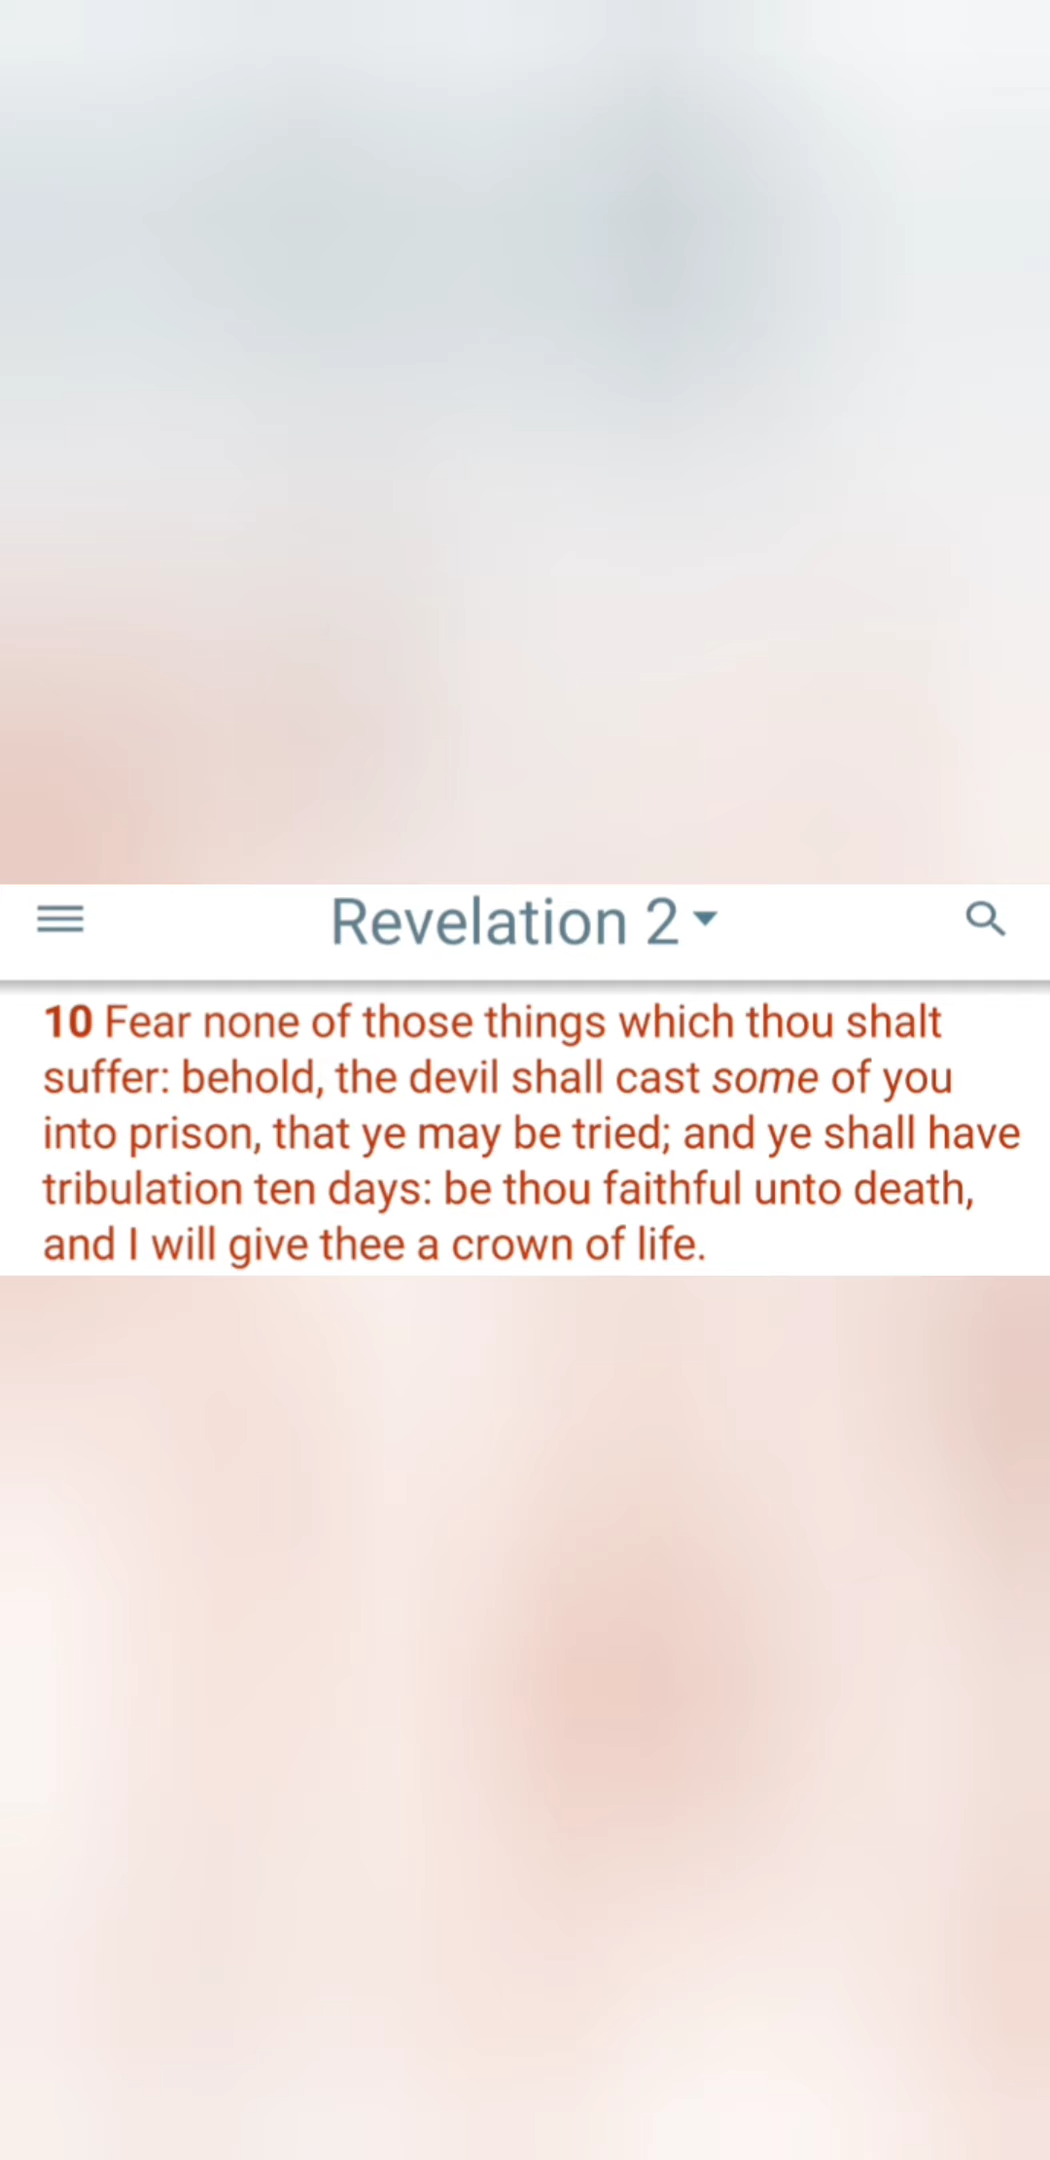 Revelation 2
10 Fear none of those things which thou shalt
suffer: behold, the devil shall cast some of you
into prison, that ye may be tried; and ye shall have
tribulation ten days: be thou faithful unto death,
and I will give thee a crown of life.